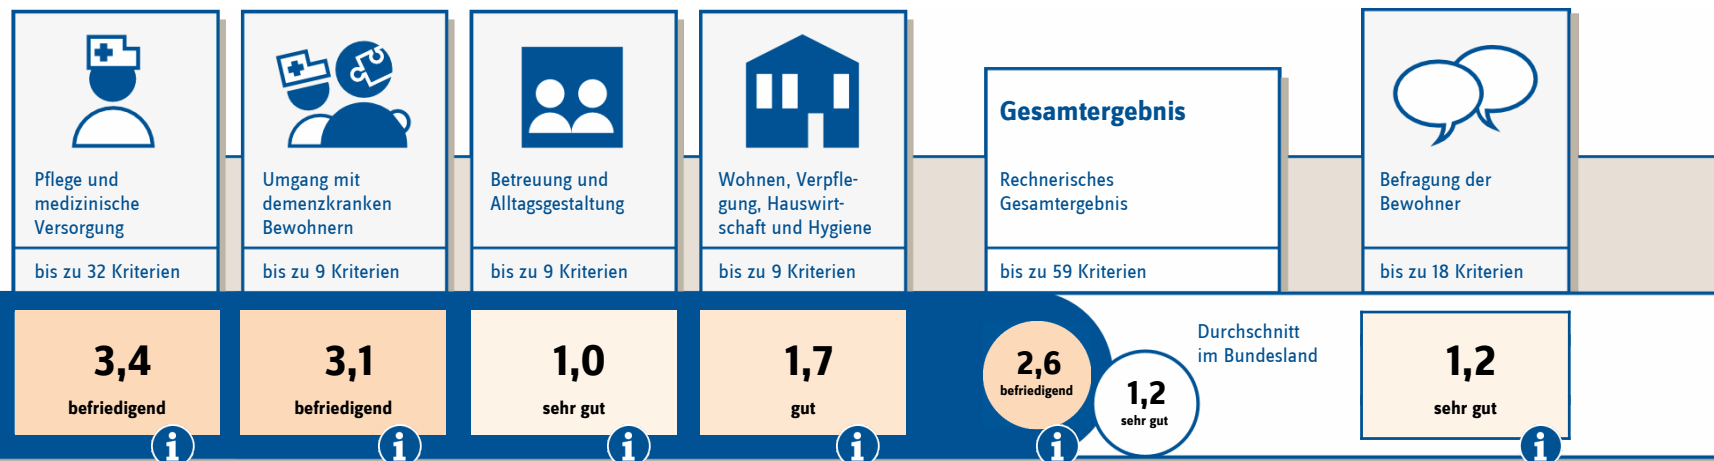 Pflege und
medizinische
Versorgung
bis zu 32 Kriterien
3,4
befriedigend
Umgang mit
demenzkranken
Bewohnern
bis zu 9 Kriterien
3,1
befriedigend
Betreuung und
Alltagsgestaltung
bis zu 9 Kriterien
1,0
sehr gut
Wohnen, Verpfle-
gung, Hauswirt-
schaft und Hygiene
bis zu 9 Kriterien
1,7
gut
Gesamtergebnis
Rechnerisches
Gesamtergebnis
bis zu 59 Kriterien
2,6
befriedigend
1,2
sehr gut
Durchschnitt
im Bundesland
Befragung der
Bewohner
bis zu 18 Kriterien
1,2
sehr gut
i
i
i
i
i
i